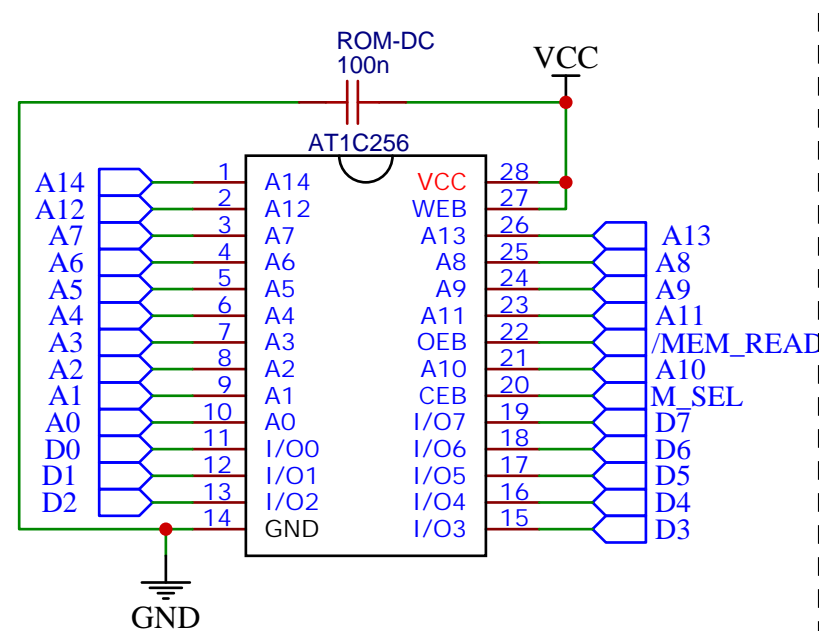 ROM-DC
100n
VCC
AT1C256
A14 1 A14 VCC 28
A12 2 A12 WEB 27
A7 3 A7 A13 26 A13
A6 4 A6 A8 25 A8
A5 5 A5 A9 24 A9
A4 6 A4 A11 23 A11
A3 7 A3 OEB 22 /MEM_READ
A2 8 A2 A10 21 A10
A1 9 A1 CEB 20 M_SEL
A0 10 A0 I/O7 19 D7
D0 11 I/O0 I/O6 18 D6
D1 12 I/O1 I/O5 17 D5
D2 13 I/O2 I/O4 16 D4
14 GND I/O3 15 D3
GND